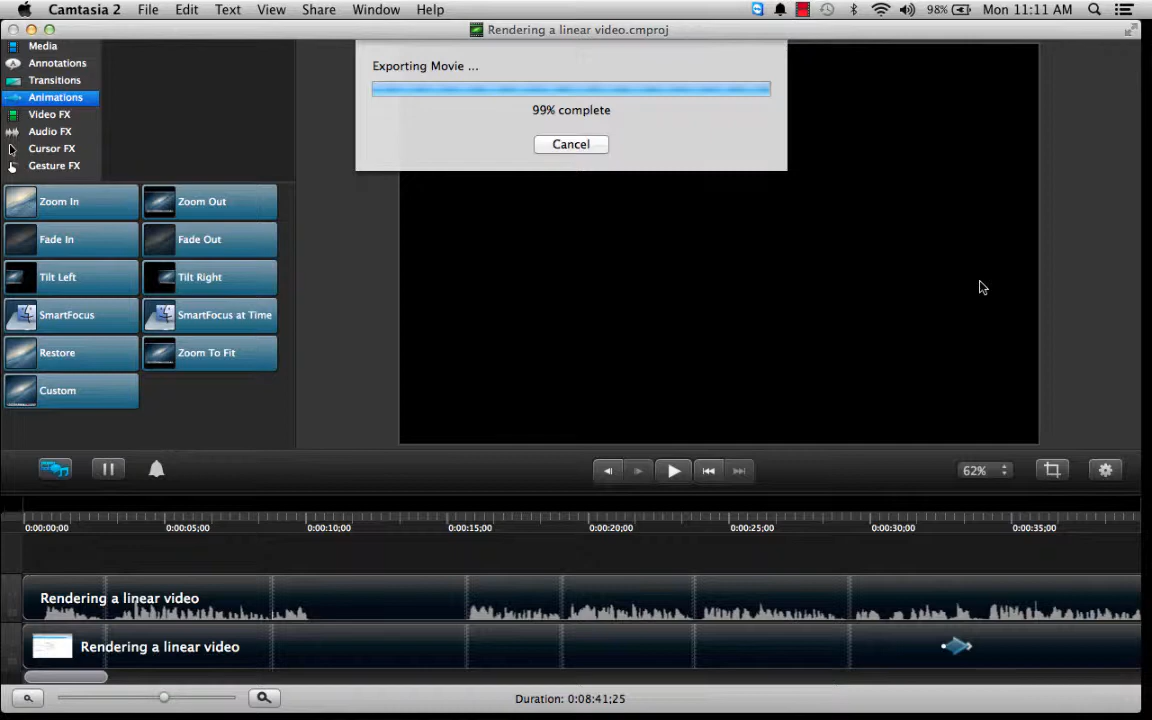 Camtasia 2 File Edit Text View Share Window Help 98% Mon 11:11 AM
Rendering a linear video.cmproj
Media
Annotations
Transitions
Animations
Video FX
Audio FX
Cursor FX
Gesture FX
Exporting Movie ...
99% complete
Cancel
Zoom In Zoom Out
Fade In Fade Out
Tilt Left Tilt Right
SmartFocus SmartFocus at Time
Restore Zoom To Fit
Custom
62%
0:00:00;00 0:00:05;00 0:00:10;00 0:00:15;00 0:00:20;00 0:00:25;00 0:00:30;00 0:00:35;00
Rendering a linear video
Rendering a linear video
Duration: 0:08:41;25